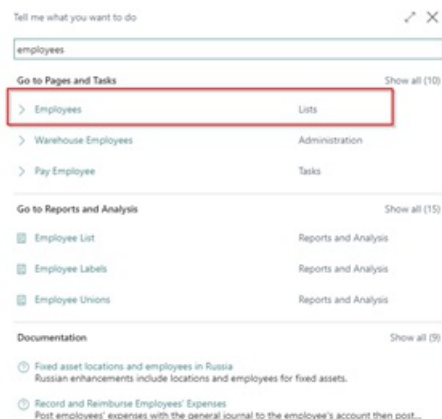 Tell me what you want to do
employees
Go to Pages and Tasks Show all (10)
Employees Lists
Warehouse Employees Administration
Pay Employee Tasks
Go to Reports and Analysis Show all (15)
Employee List Reports and Analysis
Employee Labels Reports and Analysis
Employee Unions Reports and Analysis
Documentation Show all (9)
Fixed asset locations and employees in Russia
Russian enhancements include locations and employees for fixed assets.
Record and Reimburse Employees' Expenses
Post employees' expenses with the general journal to the employee's account then post...